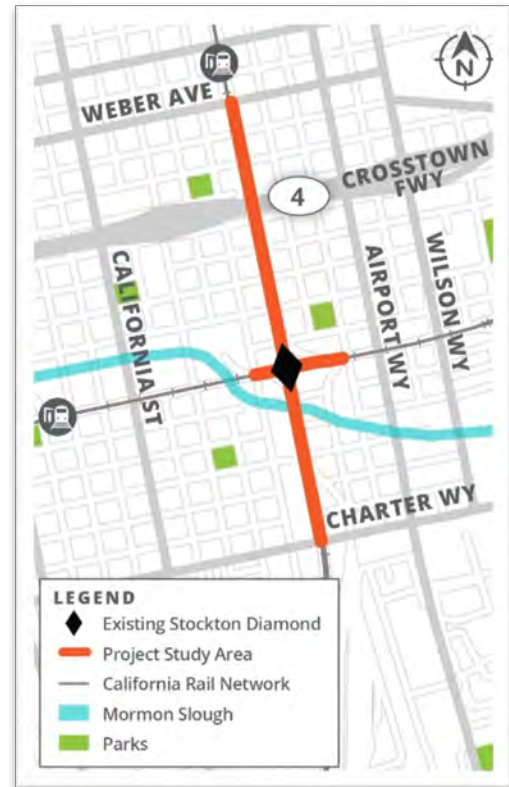 N
WEBER AVE
CROSSTOWN
FWY
4
CALIFORNIA ST
AIRPORT WY
WILSON WY
CHARTER WY
LEGEND
Existing Stockton Diamond
Project Study Area
California Rail Network
Mormon Slough
Parks